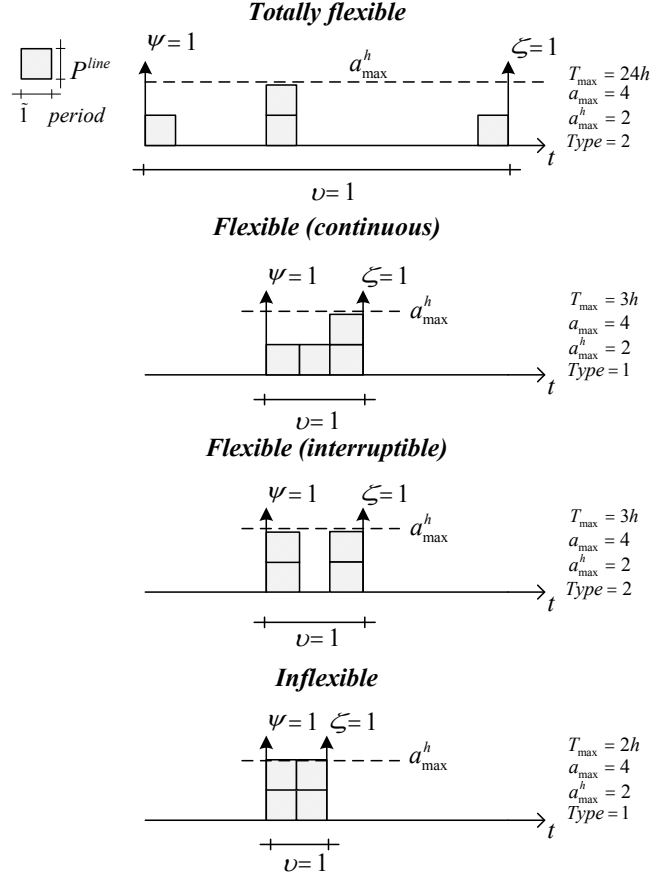 Totally flexible
ψ = 1
ζ = 1
P^line
a^h_max
1̃ period
T_max = 24h
a_max = 4
a^h_max = 2
Type = 2
t
υ = 1
Flexible (continuous)
ψ = 1
ζ = 1
a^h_max
T_max = 3h
a_max = 4
a^h_max = 2
Type = 1
t
υ = 1
Flexible (interruptible)
ψ = 1
ζ = 1
a^h_max
T_max = 3h
a_max = 4
a^h_max = 2
Type = 2
t
υ = 1
Inflexible
ψ = 1
ζ = 1
a^h_max
T_max = 2h
a_max = 4
a^h_max = 2
Type = 1
t
υ = 1